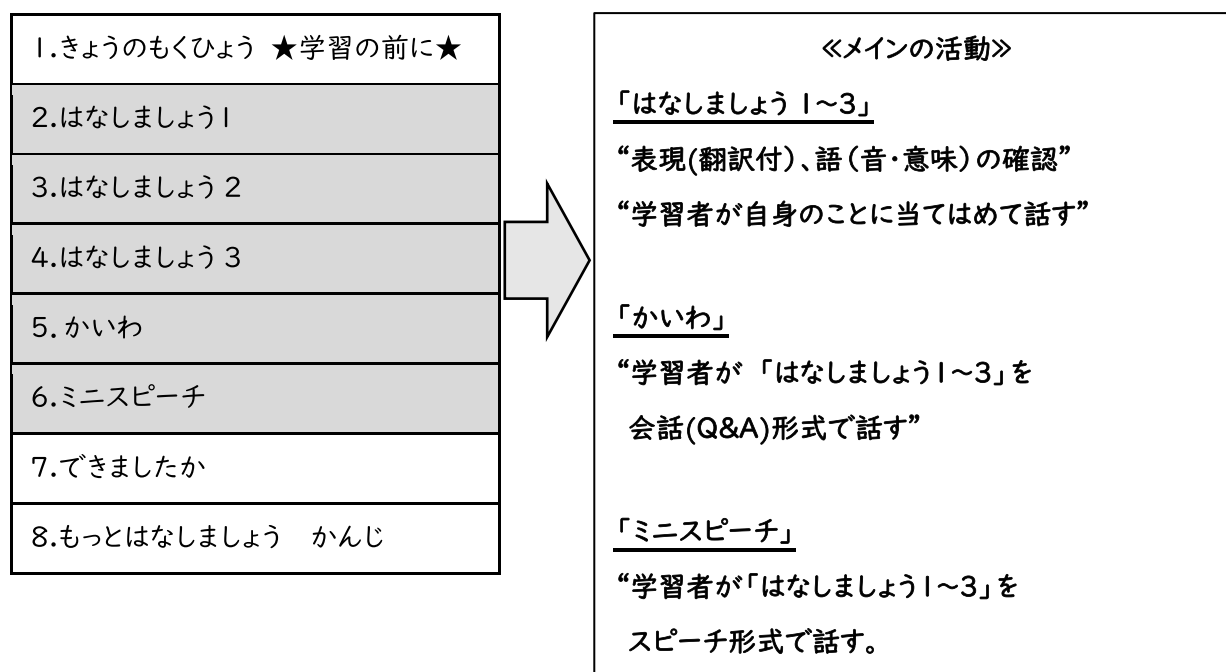 1.きょうのもくひょう ★学習の前に★
2.はなしましょう1
3.はなしましょう 2
4.はなしましょう 3
5.かいわ
6.ミニスピーチ
7.できましたか
8.もっとはなしましょう　かんじ
≪メインの活動≫
「はなしましょう 1～3」
“表現(翻訳付)、語（音・意味）の確認”
“学習者が自身のことに当てはめて話す”
「かいわ」
“学習者が 「はなしましょう1～3」を
会話(Q&A)形式で話す”
「ミニスピーチ」
“学習者が「はなしましょう1～3」を
スピーチ形式で話す。